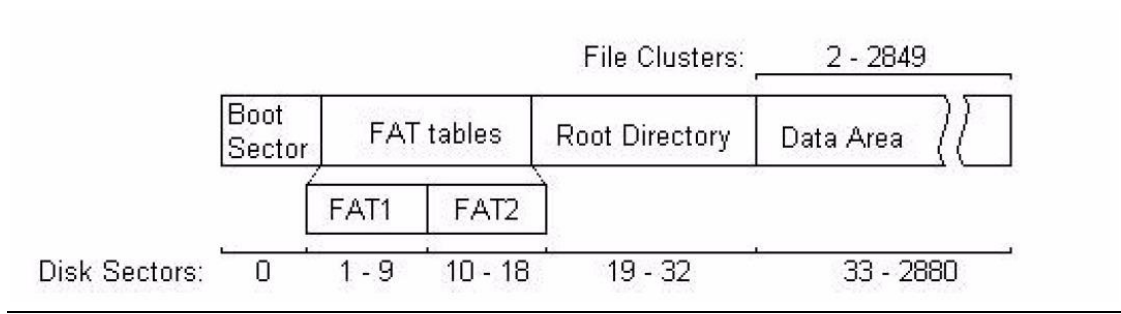 File Clusters: 2 - 2849
Boot Sector FAT tables Root Directory Data Area
FAT1 FAT2
Disk Sectors: 0 1 - 9 10 - 18 19 - 32 33 - 2880